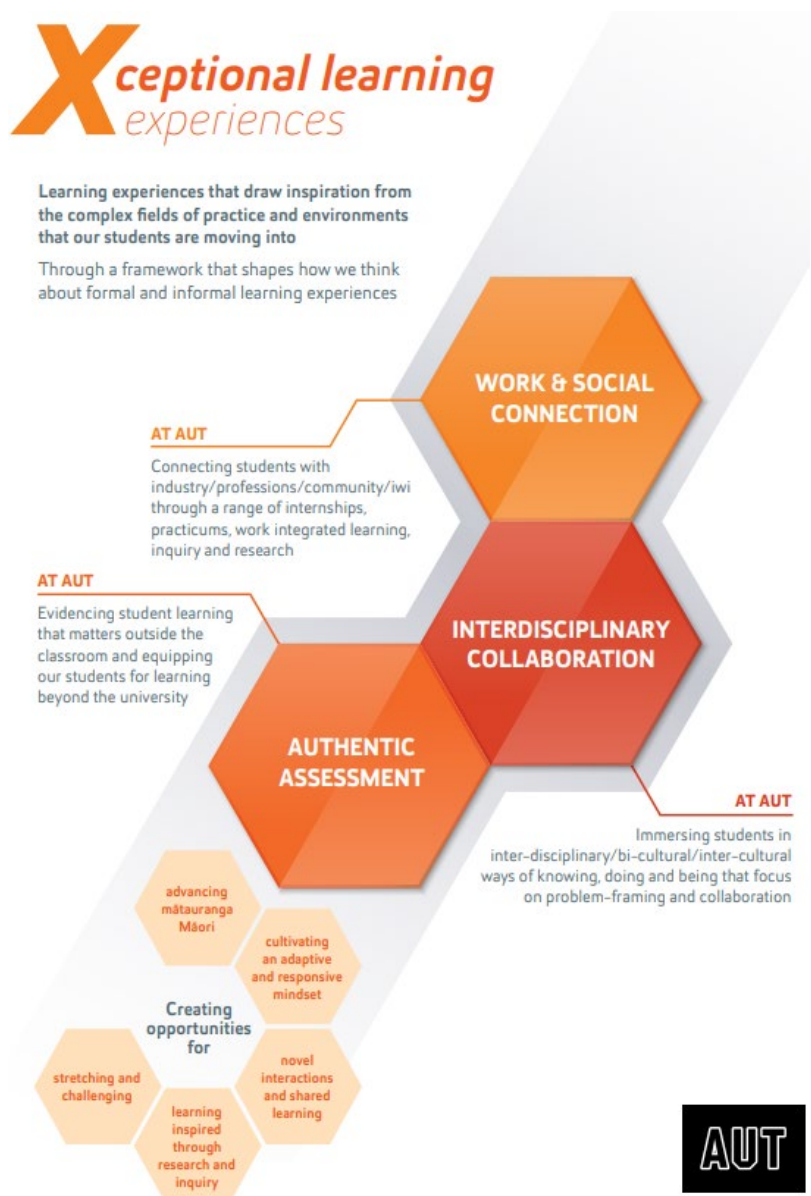 Xceptional learning
experiences
Learning experiences that draw inspiration from
the complex fields of practice and environments
that our students are moving into
Through a framework that shapes how we think
about formal and informal learning experiences
WORK & SOCIAL
CONNECTION
AT AUT
Connecting students with
industry/professions/community/iwi
through a range of internships,
practicums, work integrated learning,
inquiry and research
AT AUT
Evidencing student learning
that matters outside the
classroom and equipping
our students for learning
beyond the university
INTERDISCIPLINARY
COLLABORATION
AUTHENTIC
ASSESSMENT
AT AUT
Immersing students in
inter-disciplinary/bi-cultural/inter-cultural
ways of knowing, doing and being that focus
on problem-framing and collaboration
advancing
mātauranga
Māori
cultivating
an adaptive
and responsive
mindset
Creating
opportunities
for
novel
interactions
and shared
learning
stretching and
challenging
learning
inspired
through
research and
inquiry
AUT